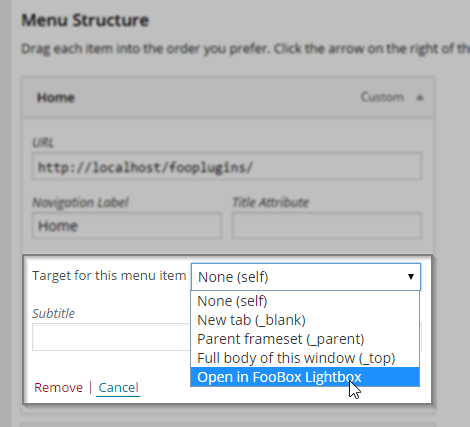 Menu Structure
Drag each item into the order you prefer. Click the arrow on the right of th
Home Custom
URL
http://localhost/fooplugins/
Navigation Label Title Attribute
Home
Target for this menu item None (self)
None (self)
New tab (_blank)
Subtitle Parent frameset (_parent)
Full body of this window (_top)
Open in FooBox Lightbox
Remove | Cancel